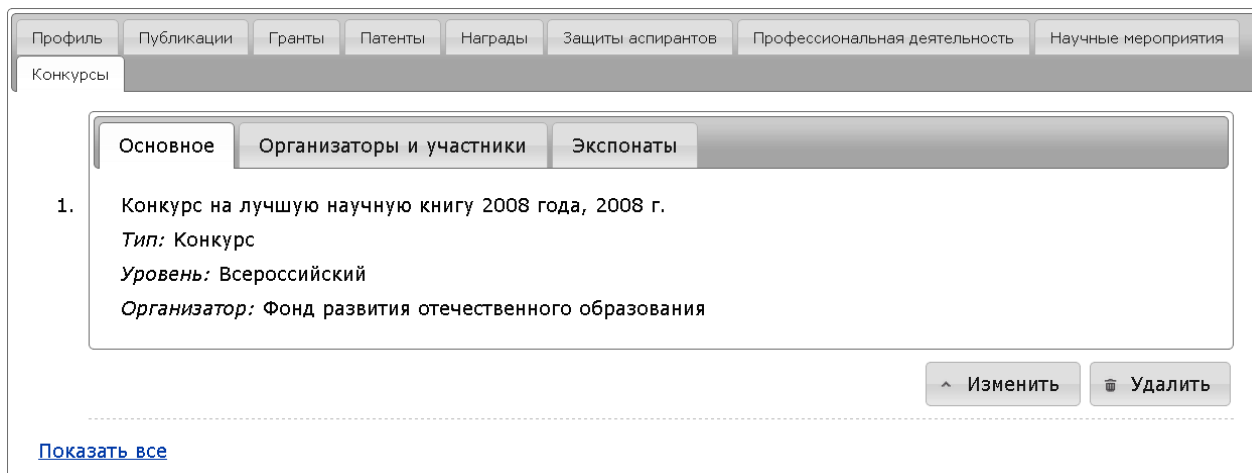 Профиль Публикации Гранты Патенты Награды Защиты аспирантов Профессиональная деятельность Научные мероприятия
Конкурсы
Основное Организаторы и участники Экспонаты
1. Конкурс на лучшую научную книгу 2008 года, 2008 г.
Тип: Конкурс
Уровень: Всероссийский
Организатор: Фонд развития отечественного образования
Изменить Удалить
Показать все